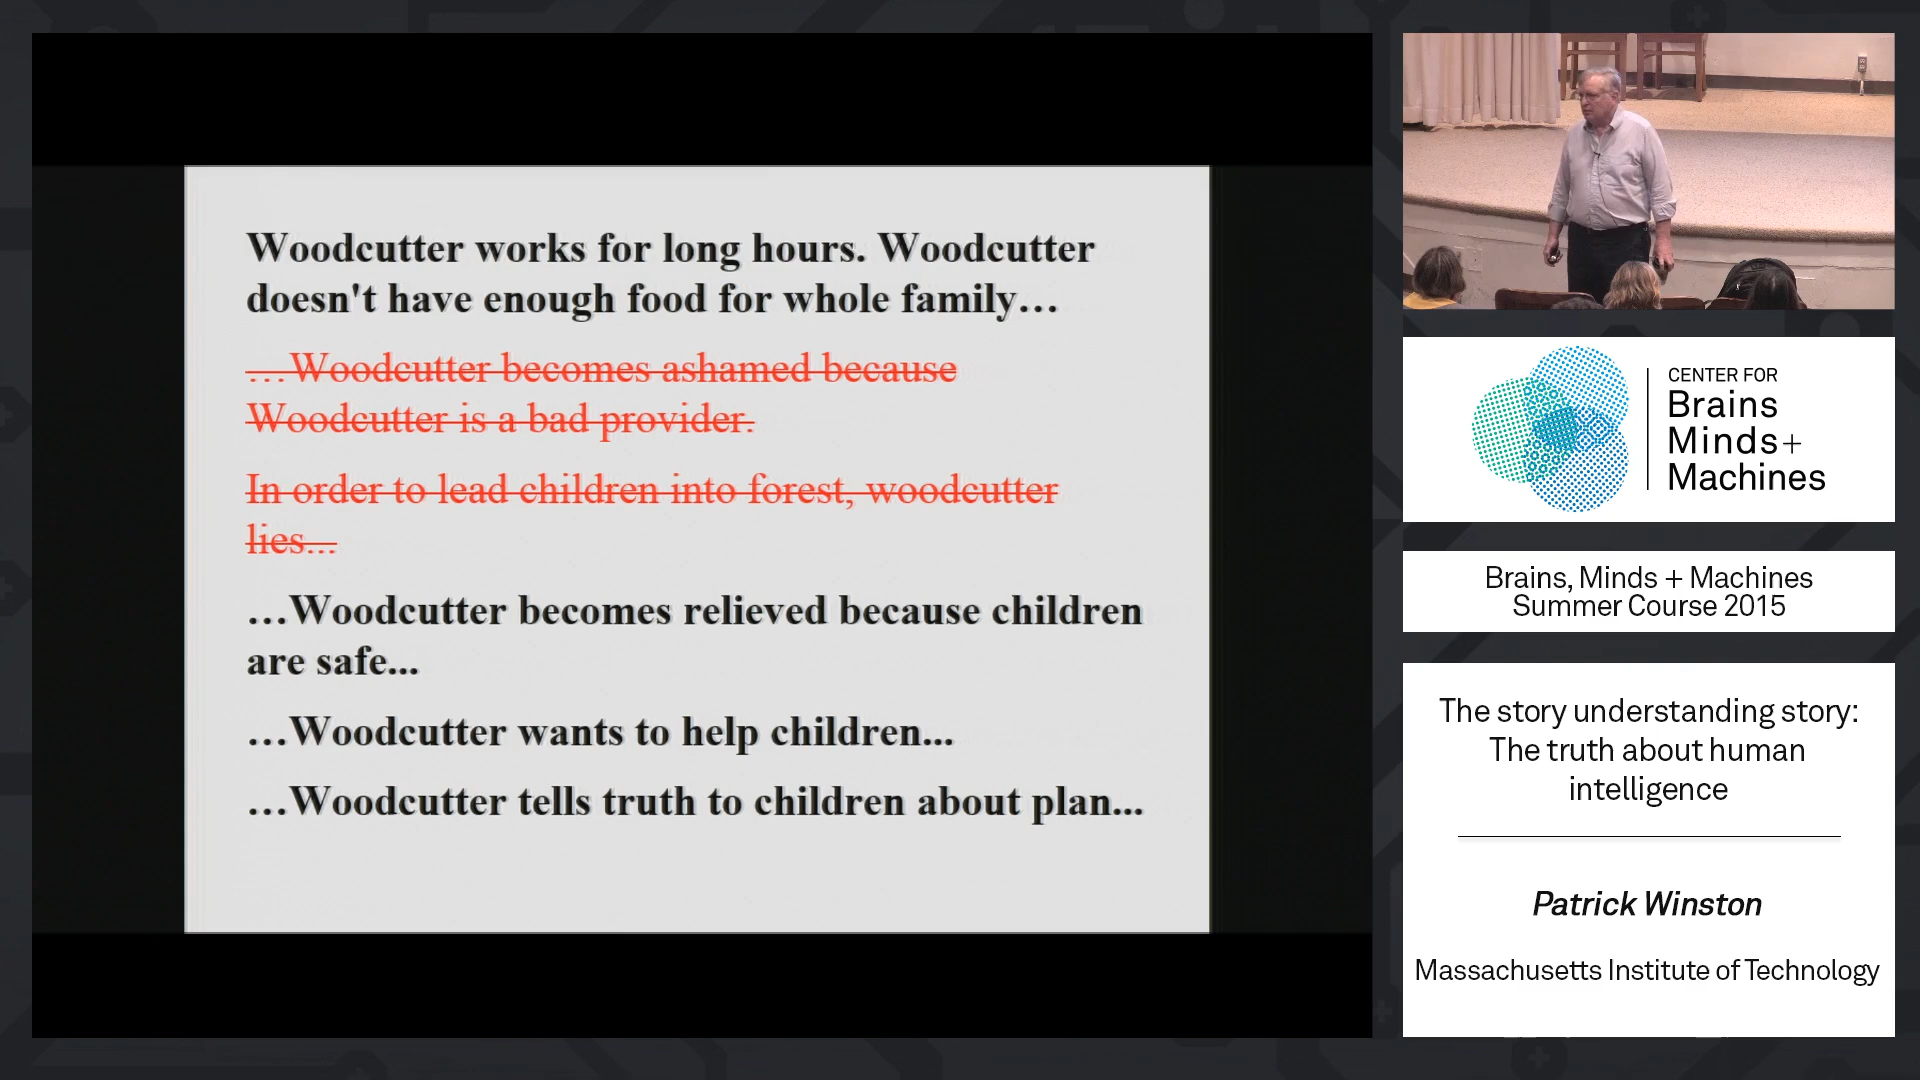 Woodcutter works for long hours. Woodcutter
doesn't have enough food for whole family…
…Woodcutter becomes ashamed because
Woodcutter is a bad provider.
In order to lead children into forest, woodcutter
lies...
…Woodcutter becomes relieved because children
are safe...
…Woodcutter wants to help children...
…Woodcutter tells truth to children about plan...
CENTER FOR
Brains
Minds+
Machines
Brains, Minds + Machines
Summer Course 2015
The story understanding story:
The truth about human
intelligence
Patrick Winston
Massachusetts Institute of Technology